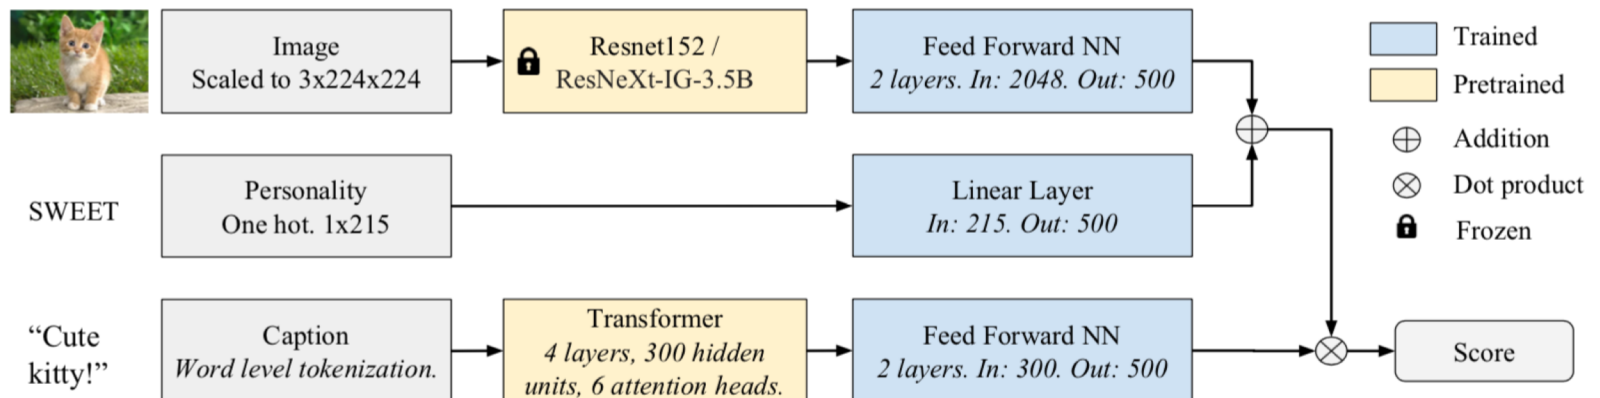 Image
Scaled to 3x224x224
Resnet152 /
ResNeXt-IG-3.5B
Feed Forward NN
2 layers. In: 2048. Out: 500
SWEET
Personality
One hot. 1x215
Linear Layer
In: 215. Out: 500
“Cute
kitty!”
Caption
Word level tokenization.
Transformer
4 layers, 300 hidden
units, 6 attention heads.
Feed Forward NN
2 layers. In: 300. Out: 500
Score
Trained
Pretrained
Addition
Dot product
Frozen